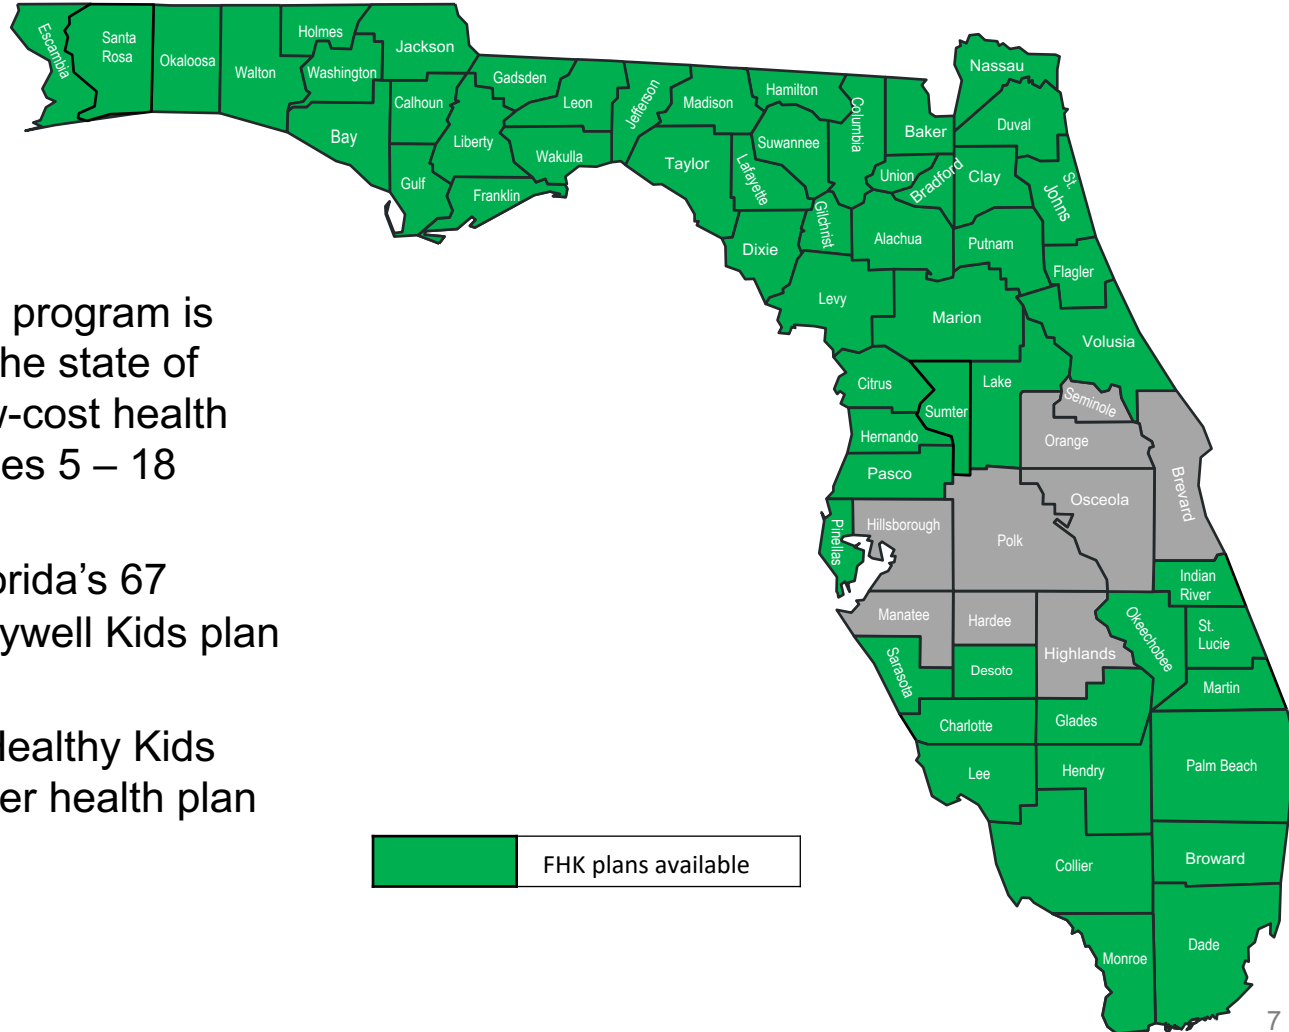 program is
he state of
w-cost health
es 5 – 18
orida's 67
ywell Kids plan
Healthy Kids
er health plan
Escambia
Santa
Rosa
Okaloosa
Walton
Holmes
Washington
Jackson
Bay
Calhoun
Gulf
Liberty
Gadsden
Franklin
Leon
Wakulla
Jefferson
Madison
Taylor
Hamilton
Suwannee
Lafayette
Columbia
Dixie
Gilchrist
Baker
Union
Bradford
Nassau
Duval
Clay
St.
Johns
Alachua
Putnam
Flagler
Levy
Marion
Volusia
Citrus
Sumter
Lake
Seminole
Orange
Hernando
Pasco
Brevard
Osceola
Pinellas
Hillsborough
Polk
Indian
River
Manatee
Hardee
Highlands
Okeechobee
St.
Lucie
Sarasota
Desoto
Martin
Charlotte
Glades
Lee
Hendry
Palm Beach
Collier
Broward
Monroe
Dade
FHK plans available
7